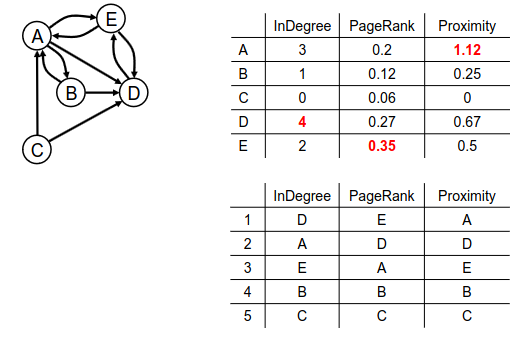 E
A
B
D
C
InDegree PageRank Proximity
A 3 0.2 1.12
B 1 0.12 0.25
C 0 0.06 0
D 4 0.27 0.67
E 2 0.35 0.5
InDegree PageRank Proximity
1 D E A
2 A D D
3 E A E
4 B B B
5 C C C